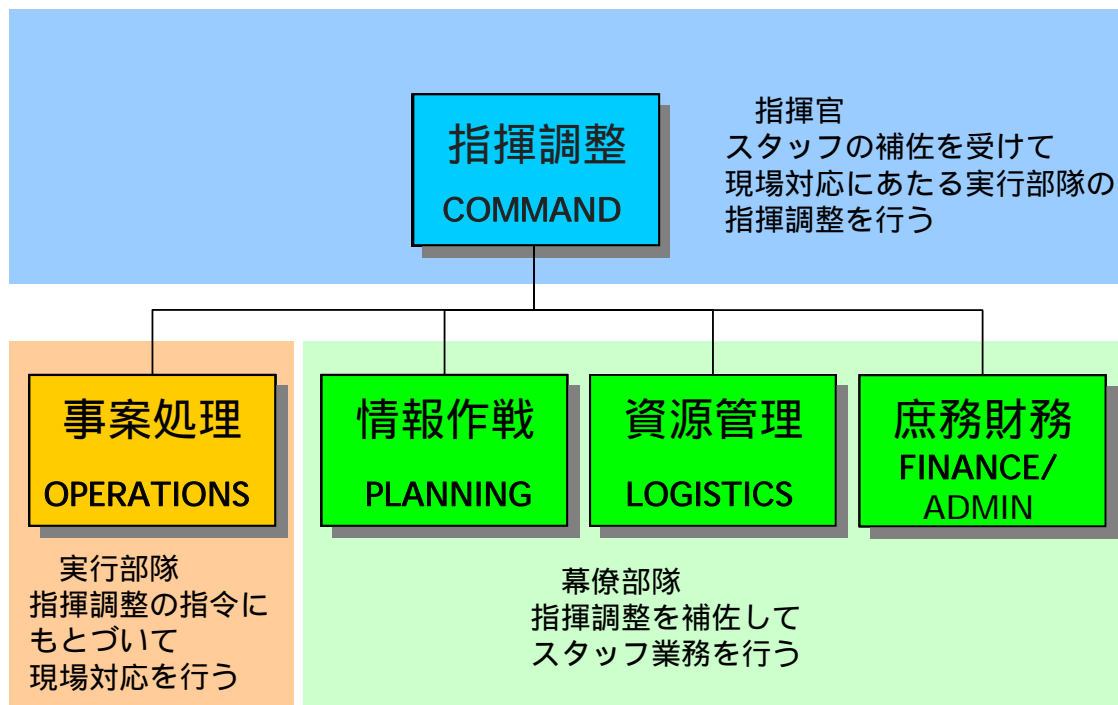 指揮調整
COMMAND
指揮官
スタッフの補佐を受けて
現場対応にあたる実行部隊の
指揮調整を行う
事案処理
OPERATIONS
情報作戦
PLANNING
資源管理
LOGISTICS
庶務財務
FINANCE/
ADMIN
実行部隊
指揮調整の指令に
もとづいて
現場対応を行う
幕僚部隊
指揮調整を補佐して
スタッフ業務を行う